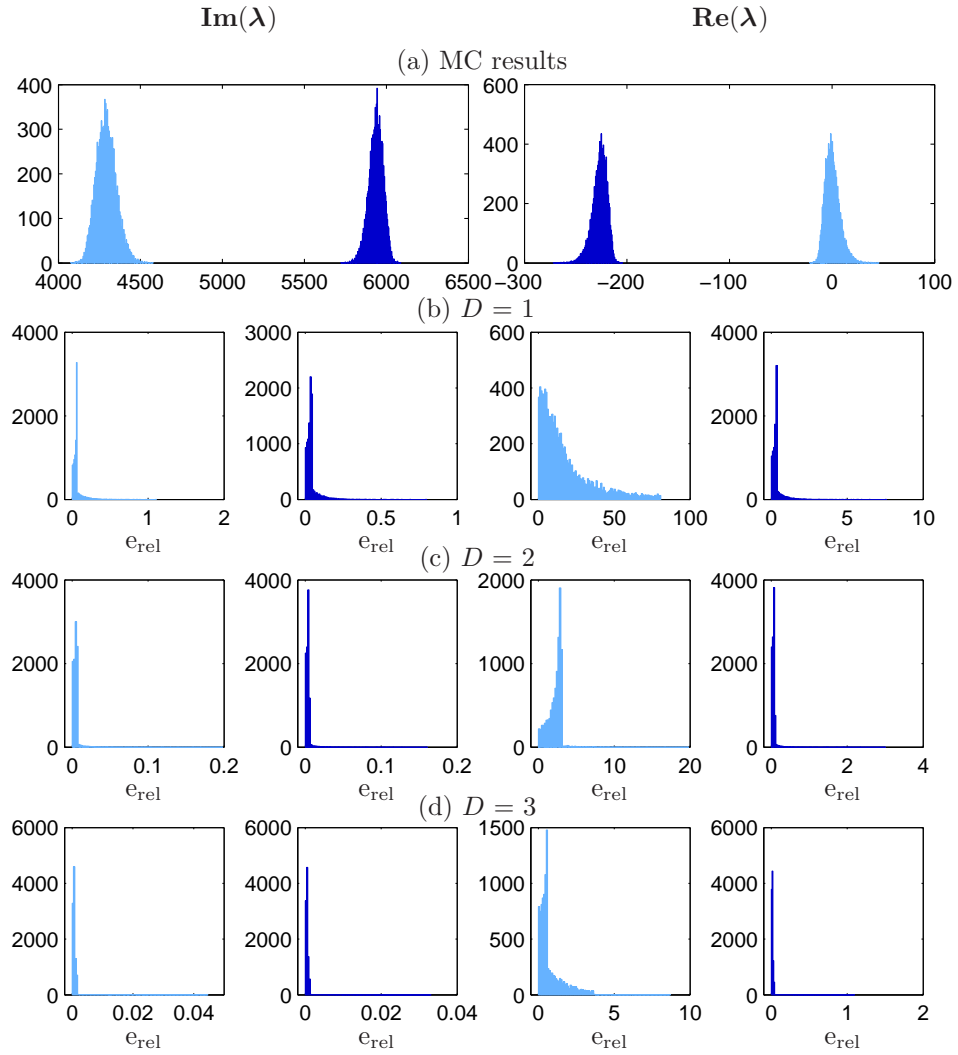 Im(λ) Re(λ)
(a) MC results
400
300
200
100
0
4000 4500 5000 5500 6000 6500
600
400
200
0
−300 −200 −100 0 100
(b) D = 1
4000
2000
0
0 1 2
e_rel
3000
2000
1000
0
0 0.5 1
e_rel
600
400
200
0
0 50 100
e_rel
4000
2000
0
0 5 10
e_rel
(c) D = 2
4000
2000
0
0 0.1 0.2
e_rel
4000
2000
0
0 0.1 0.2
e_rel
2000
1000
0
0 10 20
e_rel
4000
2000
0
0 2 4
e_rel
(d) D = 3
6000
4000
2000
0
0 0.02 0.04
e_rel
6000
4000
2000
0
0 0.02 0.04
e_rel
1500
1000
500
0
0 5 10
e_rel
6000
4000
2000
0
0 1 2
e_rel